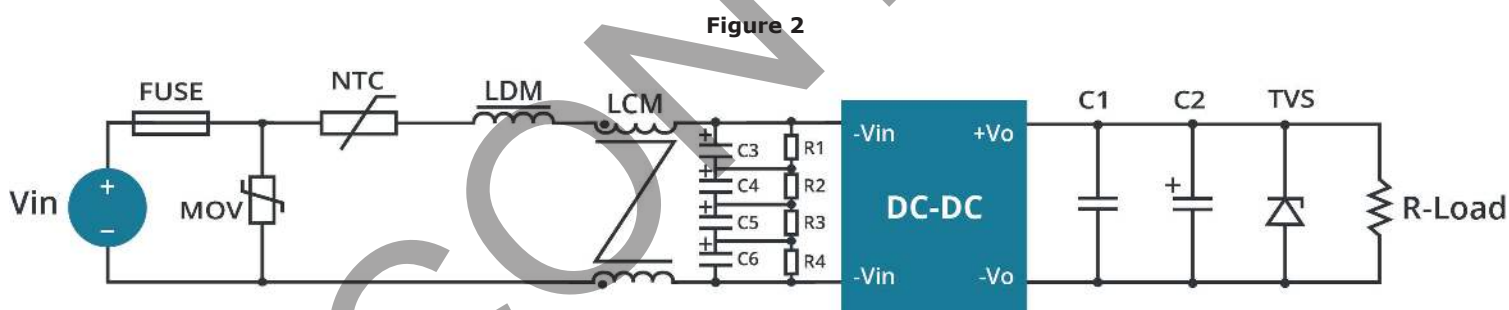 Figure 2
FUSE
NTC
LDM
LCM
C1
C2
TVS
-Vin
+Vo
+
C3
R1
+
C4
R2
Vin
+
−
MOV
DC-DC
+
R-Load
+
C5
R3
+
C6
R4
-Vin
-Vo